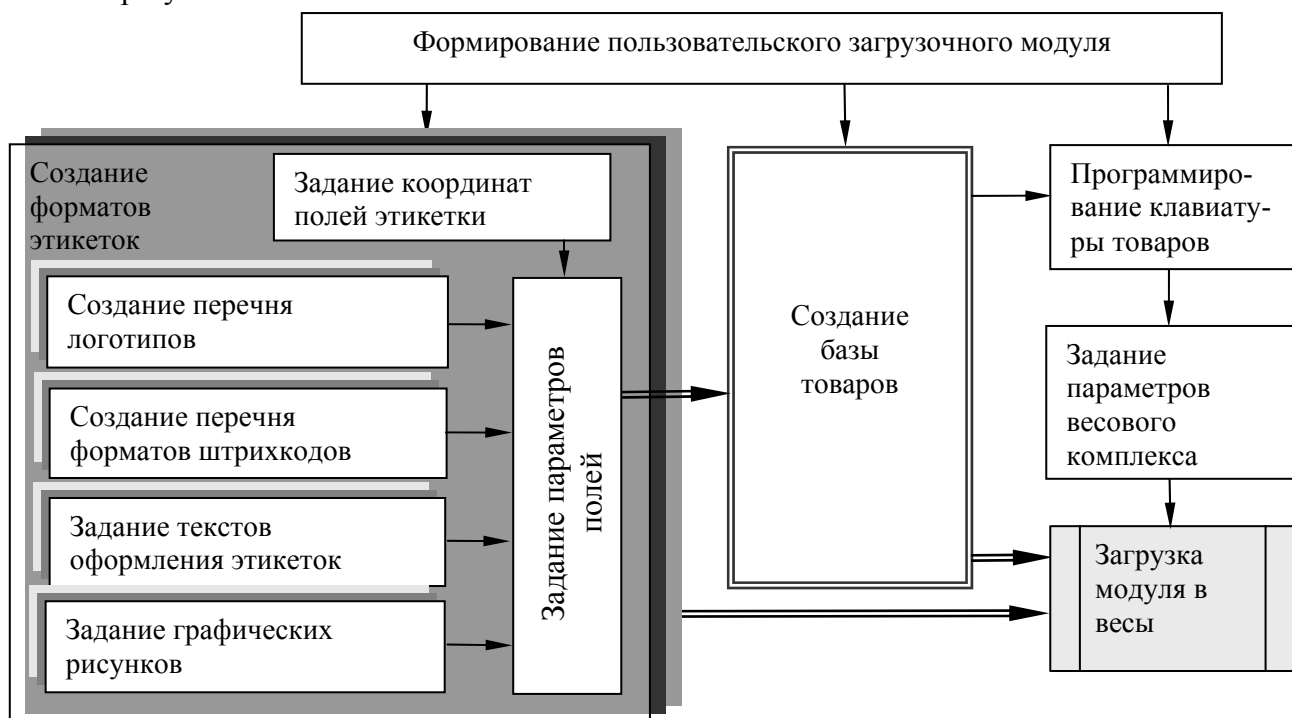 Формирование пользовательского загрузочного модуля
Создание
форматов
этикеток
Задание координат
полей этикетки
Создание перечня
логотипов
Создание перечня
форматов штрихкодов
Задание текстов
оформления этикеток
Задание графических
рисунков
Задание параметров
полей
Создание
базы
товаров
Программиро-
вание клавиату-
ры товаров
Задание
параметров
весового
комплекса
Загрузка
модуля в
весы